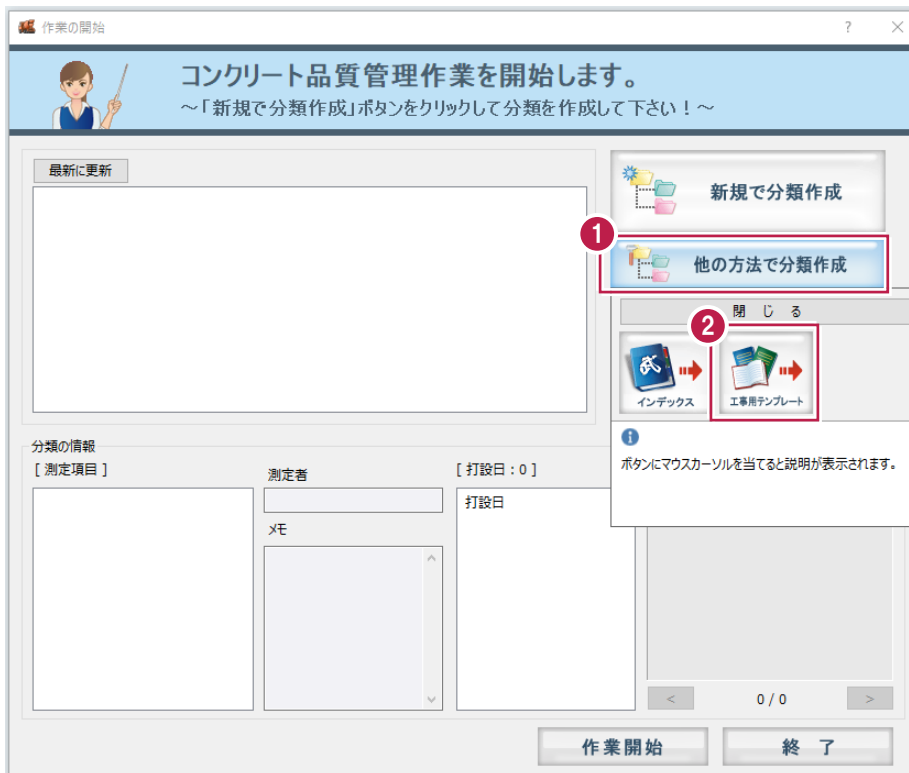 作業の開始
?
×
コンクリート品質管理作業を開始します。
～「新規で分類作成」ボタンをクリックして分類を作成して下さい！～
最新に更新
新規で分類作成
1
他の方法で分類作成
閉じる
2
武
インデックス
工事用テンプレート
i
ボタンにマウスカーソルを当てると説明が表示されます。
分類の情報
[ 測定項目 ]
測定者
メモ
[ 打設日 : 0 ]
打設日
<
0 / 0
>
作業開始
終 了